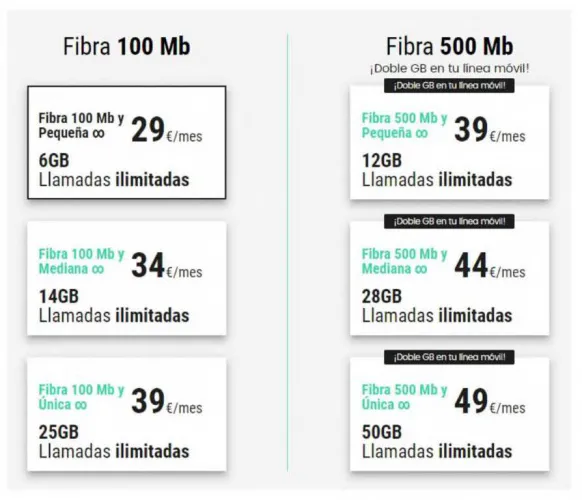 Fibra 100 Mb
Fibra 100 Mb y
Pequeña ∞
29 €/mes
6GB
Llamadas ilimitadas
Fibra 100 Mb y
Mediana ∞
34 €/mes
14GB
Llamadas ilimitadas
Fibra 100 Mb y
Única ∞
39 €/mes
25GB
Llamadas ilimitadas
Fibra 500 Mb
¡Doble GB en tu línea móvil!
¡Doble GB en tu línea móvil!
Fibra 500 Mb y
Pequeña ∞
39 €/mes
12GB
Llamadas ilimitadas
¡Doble GB en tu línea móvil!
Fibra 500 Mb y
Mediana ∞
44 €/mes
28GB
Llamadas ilimitadas
¡Doble GB en tu línea móvil!
Fibra 500 Mb y
Única ∞
49 €/mes
50GB
Llamadas ilimitadas